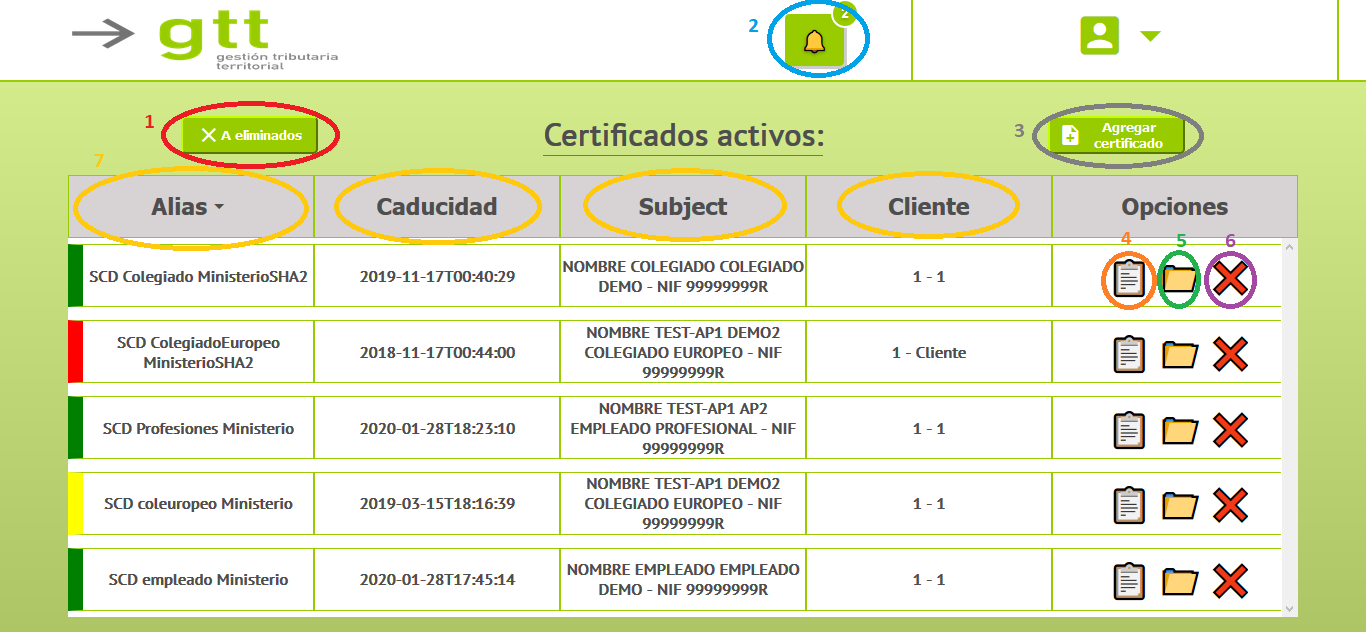 gtt
gestión tributaria
territorial
2
2
1
A eliminados
Certificados activos:
3
Agregar
certificado
7
Alias
Caducidad
Subject
Cliente
Opciones
4
5
6
SCD Colegiado MinisterioSHA2
2019-11-17T00:40:29
NOMBRE COLEGIADO COLEGIADO
DEMO - NIF 99999999R
1 - 1
SCD ColegiadoEuropeo
MinisterioSHA2
2018-11-17T00:44:00
NOMBRE TEST-AP1 DEMO2
COLEGIADO EUROPEO - NIF
99999999R
1 - Cliente
SCD Profesiones Ministerio
2020-01-28T18:23:10
NOMBRE TEST-AP1 AP2
EMPLEADO PROFESIONAL - NIF
99999999R
1 - 1
SCD coleuropeo Ministerio
2019-03-15T18:16:39
NOMBRE TEST-AP1 DEMO2
COLEGIADO EUROPEO - NIF
99999999R
1 - 1
SCD empleado Ministerio
2020-01-28T17:45:14
NOMBRE EMPLEADO EMPLEADO
DEMO - NIF 99999999R
1 - 1